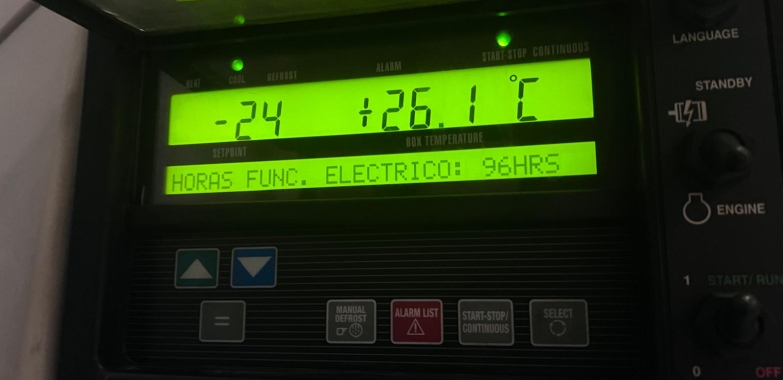 LANGUAGE
HEAT COOL DEFROST ALARM START-STOP CONTINUOUS
STANDBY
-24 +26.1 °C
SETPOINT BOX TEMPERATURE
HORAS FUNC. ELECTRICO: 96HRS
ENGINE
1 START/RUN
MANUAL DEFROST
ALARM LIST
START-STOP/
CONTINUOUS
SELECT
=
0 OFF